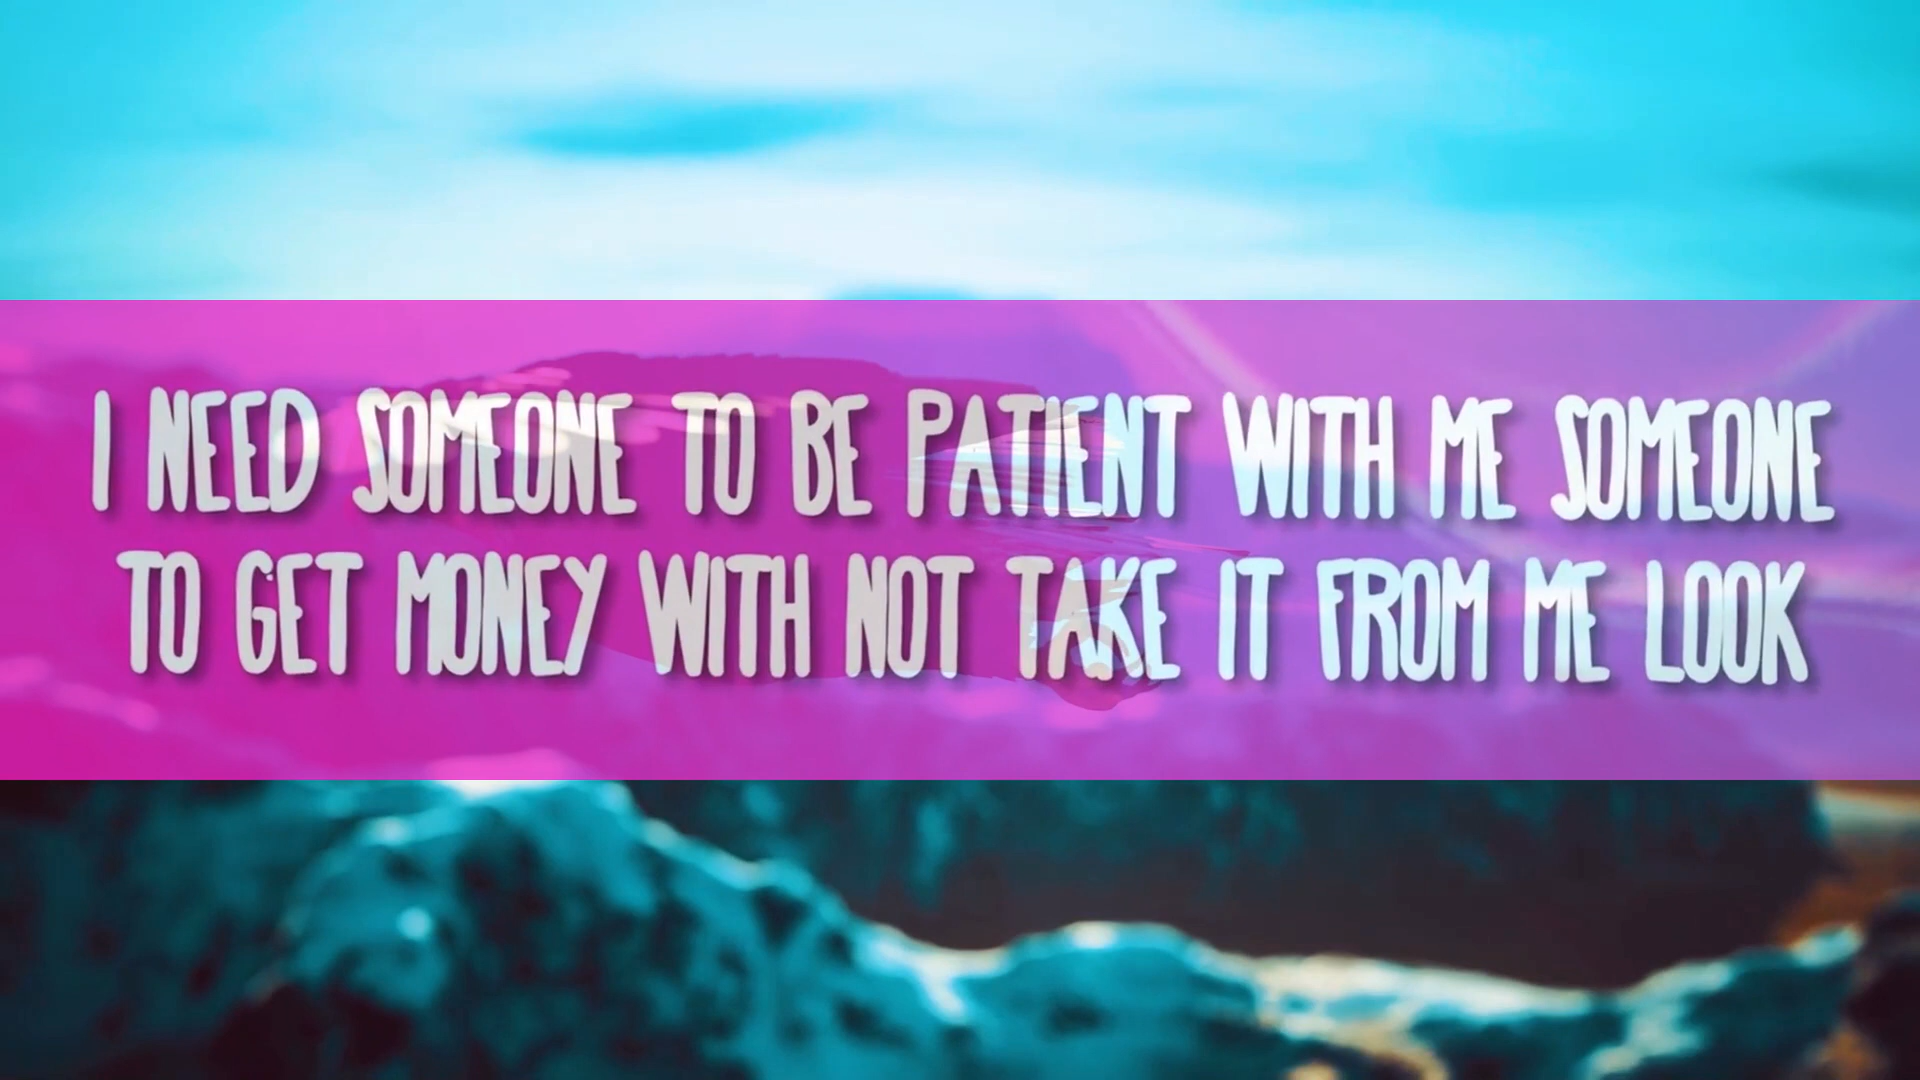 I NEED SOMEONE TO BE PATIENT WITH ME SOMEONE
TO GET MONEY WITH NOT TAKE IT FROM ME LOOK